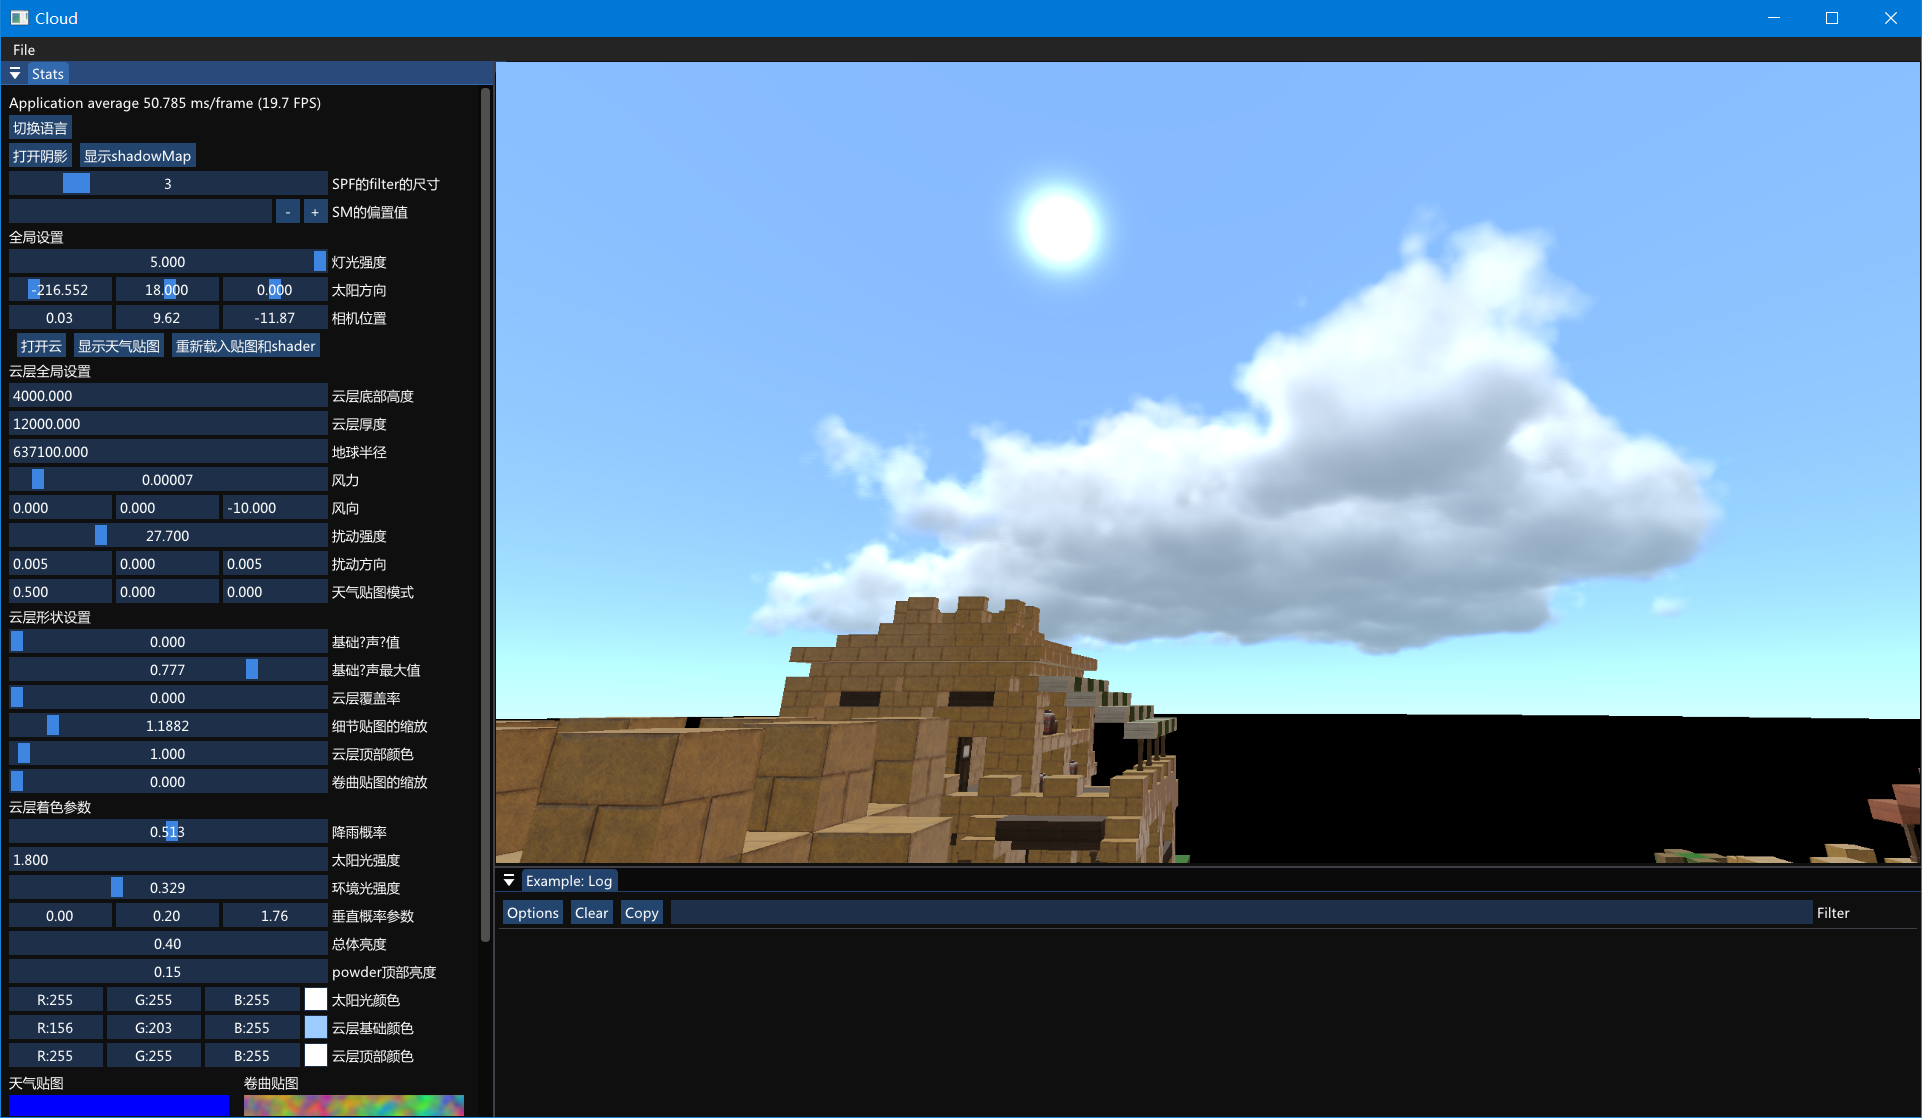 Cloud
File
Stats
Application average 50.785 ms/frame (19.7 FPS)
切换语言
打开阴影 显示shadowMap
3 SPF的filter的尺寸
- + SM的偏置值
全局设置
5.000 灯光强度
-216.552 18.000 0.000 太阳方向
0.03 9.62 -11.87 相机位置
打开云 显示天气贴图 重新载入贴图和shader
云层全局设置
4000.000 云层底部高度
12000.000 云层厚度
637100.000 地球半径
0.00007 风力
0.000 0.000 -10.000 风向
27.700 扰动强度
0.005 0.000 0.005 扰动方向
0.500 0.000 0.000 天气贴图模式
云层形状设置
0.000 基础?声?值
0.777 基础?声最大值
0.000 云层覆盖率
1.1882 细节贴图的缩放
1.000 云层顶部颜色
0.000 卷曲贴图的缩放
云层着色参数
0.513 降雨概率
1.800 太阳光强度
0.329 环境光强度
0.00 0.20 1.76 垂直概率参数
0.40 总体亮度
0.15 powder顶部亮度
R:255 G:255 B:255 太阳光颜色
R:156 G:203 B:255 云层基础颜色
R:255 G:255 B:255 云层顶部颜色
天气贴图 卷曲贴图
Example: Log
Options Clear Copy Filter